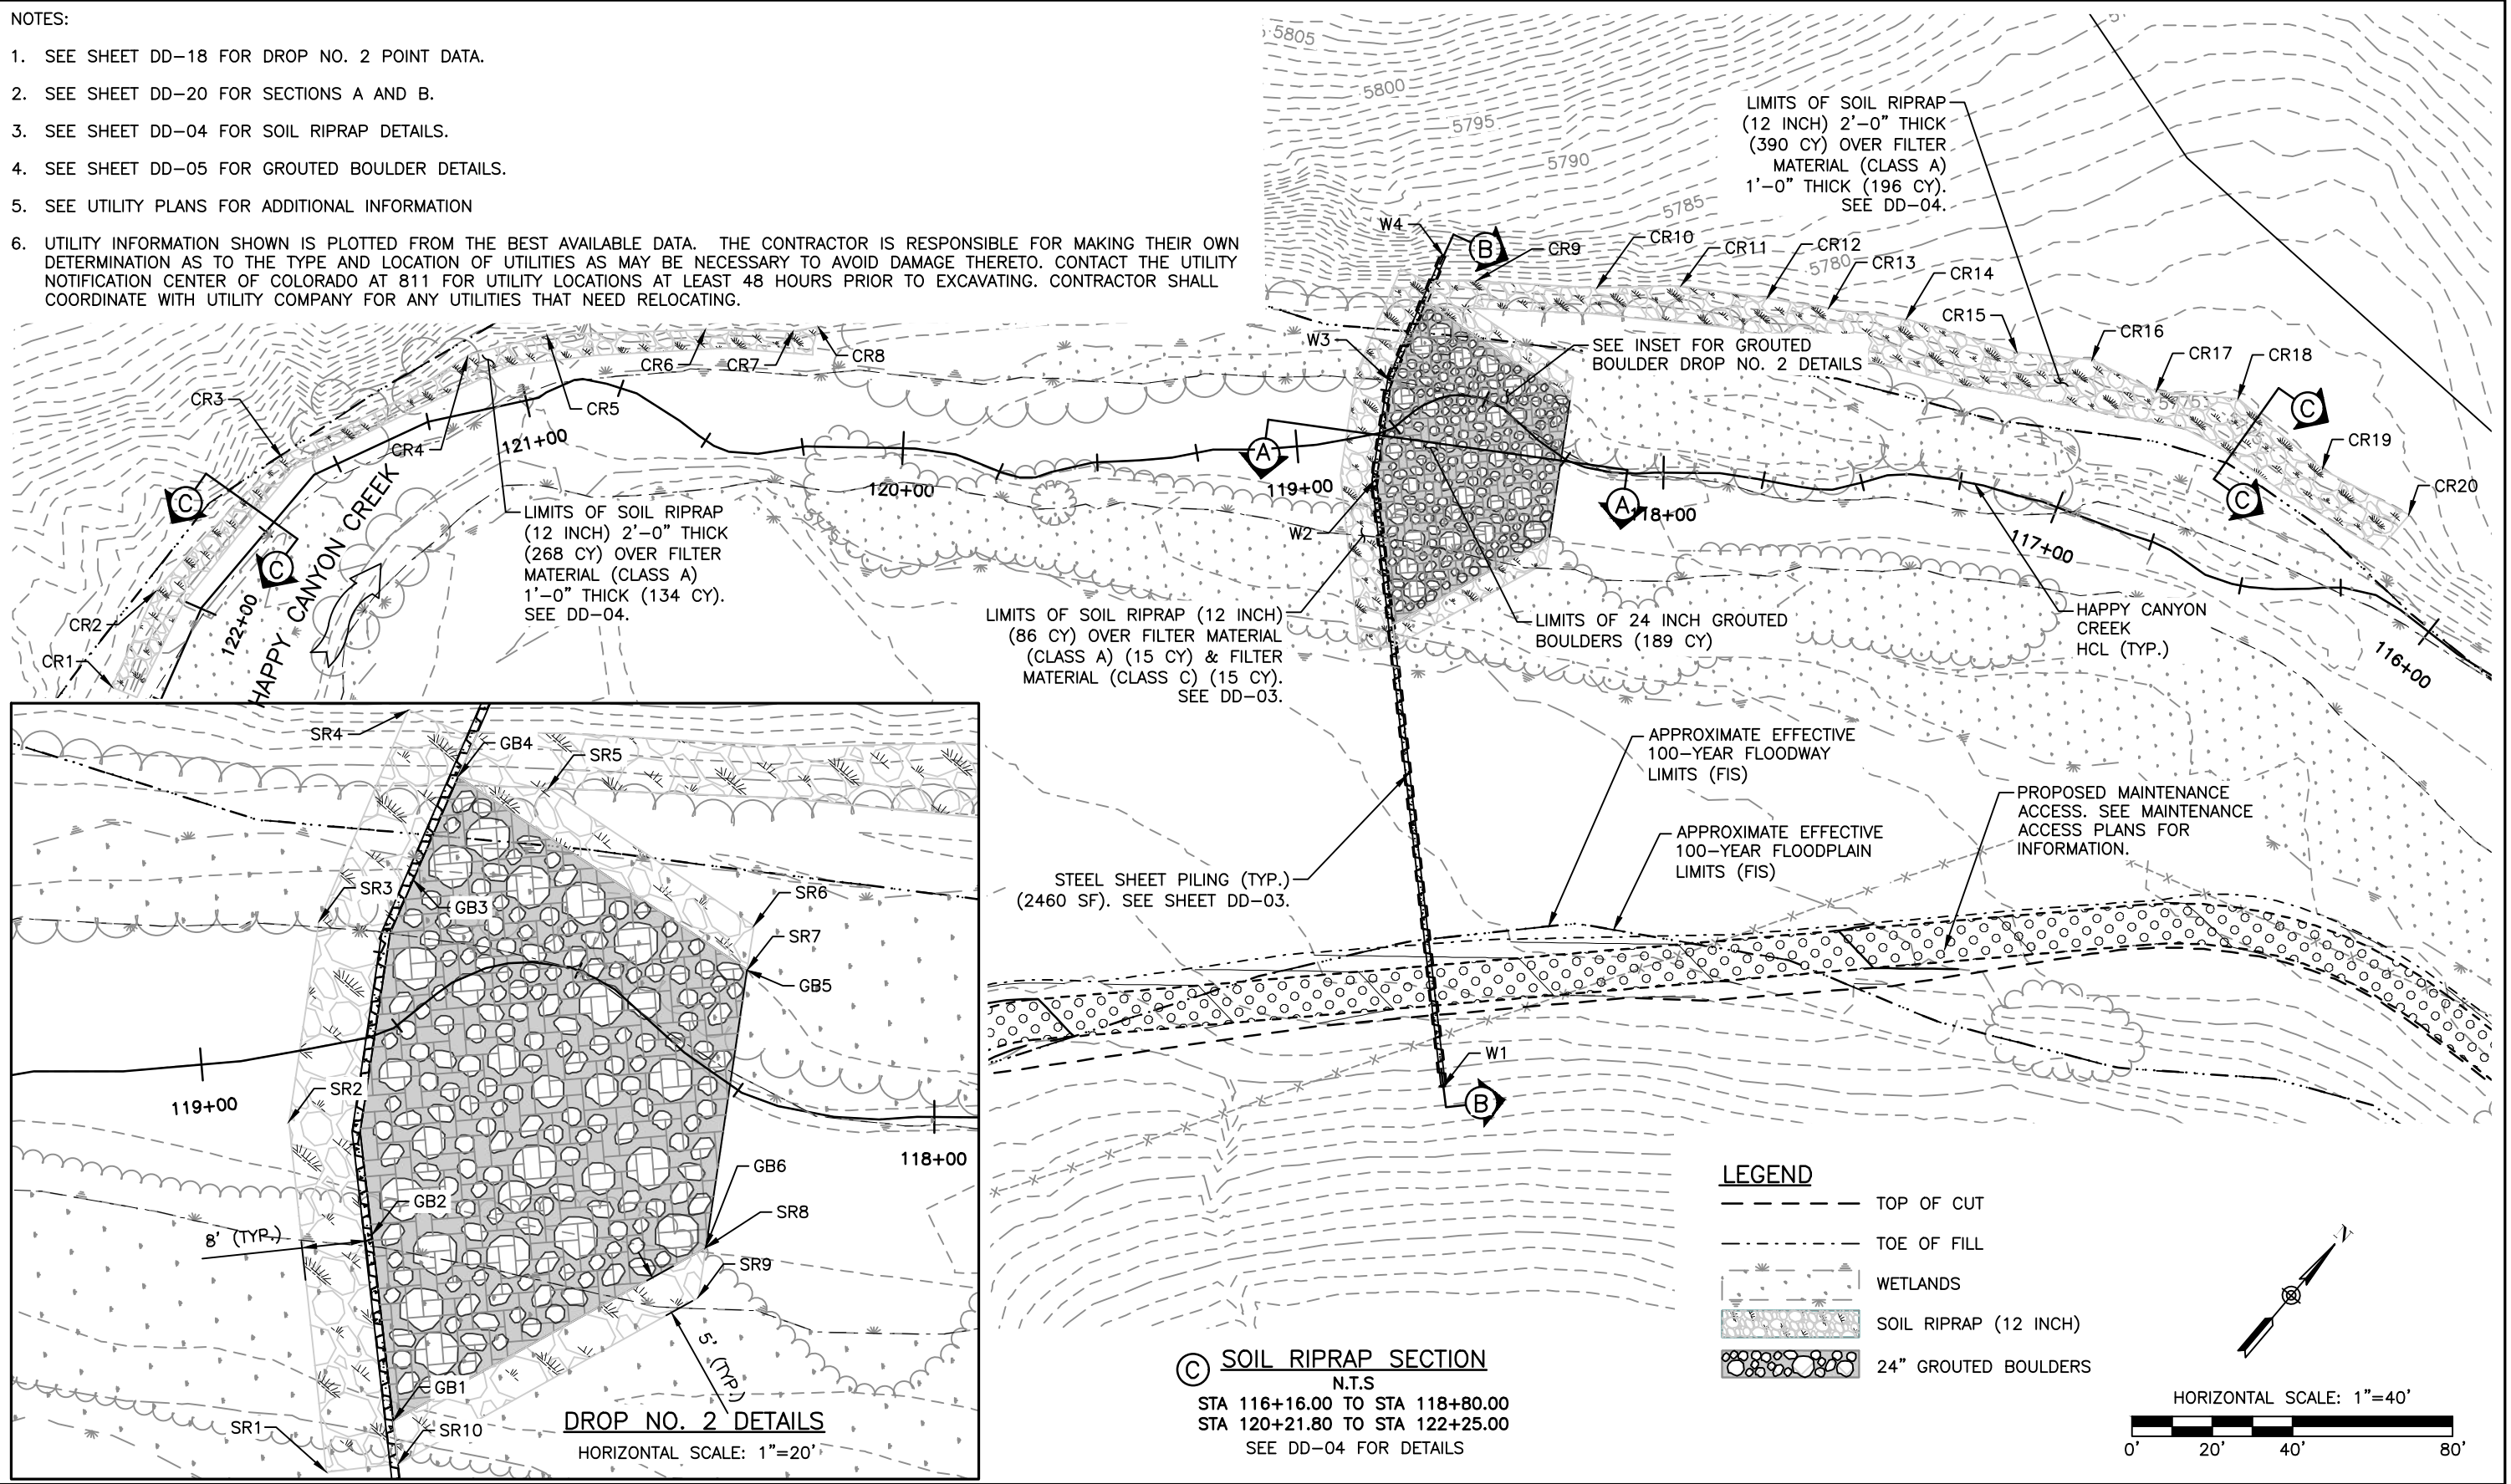 NOTES:
1. SEE SHEET DD-18 FOR DROP NO. 2 POINT DATA.
2. SEE SHEET DD-20 FOR SECTIONS A AND B.
3. SEE SHEET DD-04 FOR SOIL RIPRAP DETAILS.
4. SEE SHEET DD-05 FOR GROUTED BOULDER DETAILS.
5. SEE UTILITY PLANS FOR ADDITIONAL INFORMATION
6. UTILITY INFORMATION SHOWN IS PLOTTED FROM THE BEST AVAILABLE DATA. THE CONTRACTOR IS RESPONSIBLE FOR MAKING THEIR OWN
DETERMINATION AS TO THE TYPE AND LOCATION OF UTILITIES AS MAY BE NECESSARY TO AVOID DAMAGE THERETO. CONTACT THE UTILITY
NOTIFICATION CENTER OF COLORADO AT 811 FOR UTILITY LOCATIONS AT LEAST 48 HOURS PRIOR TO EXCAVATING. CONTRACTOR SHALL
COORDINATE WITH UTILITY COMPANY FOR ANY UTILITIES THAT NEED RELOCATING.
5805
5800
5795
5790
5785
5780
5775
5775
LIMITS OF SOIL RIPRAP
(12 INCH) 2'-0" THICK
(390 CY) OVER FILTER
MATERIAL (CLASS A)
1'-0" THICK (196 CY).
SEE DD-04.
W4
B
CR9
CR10
CR11
CR12
CR13
CR14
CR15
CR16
CR17
CR18
C
CR19
CR20
C
W3
SEE INSET FOR GROUTED
BOULDER DROP NO. 2 DETAILS
CR3
CR4
CR5
CR6
CR7
CR8
C
C
CR2
CR1
122+00
HAPPY CANYON CREEK
121+00
120+00
A
119+00
W2
A
118+00
117+00
116+00
LIMITS OF SOIL RIPRAP
(12 INCH) 2'-0" THICK
(268 CY) OVER FILTER
MATERIAL (CLASS A)
1'-0" THICK (134 CY).
SEE DD-04.
LIMITS OF SOIL RIPRAP (12 INCH)
(86 CY) OVER FILTER MATERIAL
(CLASS A) (15 CY) & FILTER
MATERIAL (CLASS C) (15 CY).
SEE DD-03.
LIMITS OF 24 INCH GROUTED
BOULDERS (189 CY)
HAPPY CANYON
CREEK
HCL (TYP.)
APPROXIMATE EFFECTIVE
100-YEAR FLOODWAY
LIMITS (FIS)
APPROXIMATE EFFECTIVE
100-YEAR FLOODPLAIN
LIMITS (FIS)
PROPOSED MAINTENANCE
ACCESS. SEE MAINTENANCE
ACCESS PLANS FOR
INFORMATION.
STEEL SHEET PILING (TYP.)
(2460 SF). SEE SHEET DD-03.
W1
B
SR4
GB4
SR5
SR3
GB3
SR6
SR7
GB5
SR2
119+00
118+00
GB6
GB2
SR8
8' (TYP.)
SR9
5' (TYP.)
GB1
SR1
SR10
DROP NO. 2 DETAILS
HORIZONTAL SCALE: 1"=20'
C SOIL RIPRAP SECTION
N.T.S
STA 116+16.00 TO STA 118+80.00
STA 120+21.80 TO STA 122+25.00
SEE DD-04 FOR DETAILS
LEGEND
TOP OF CUT
TOE OF FILL
WETLANDS
SOIL RIPRAP (12 INCH)
24" GROUTED BOULDERS
N
HORIZONTAL SCALE: 1"=40'
0' 20' 40' 80'